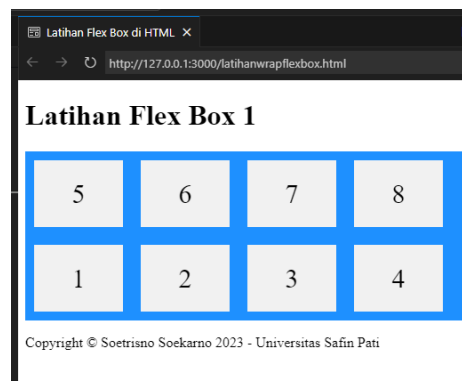 Latihan Flex Box di HTML
http://127.0.0.1:3000/latihanwrapflexbox.html
Latihan Flex Box 1
5 6 7 8
1 2 3 4
Copyright © Soetrisno Soekarno 2023 - Universitas Safin Pati